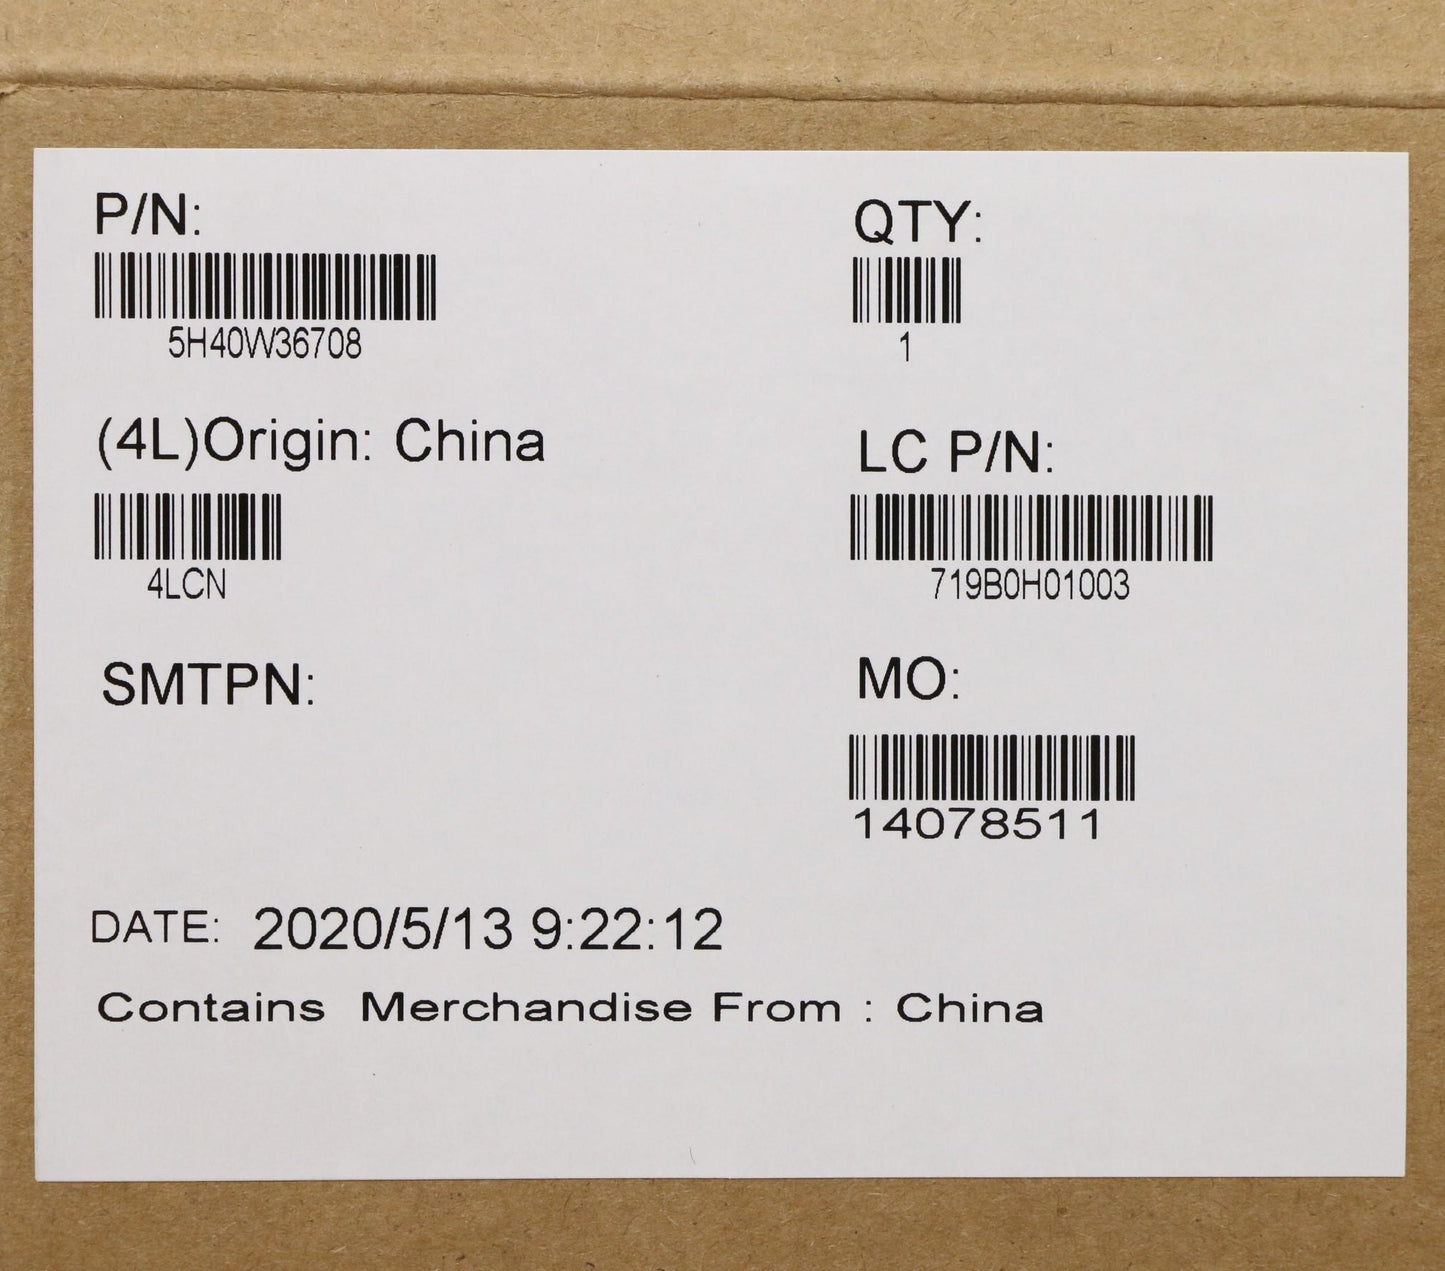 P/N:
5H40W36708
QTY:
1
(4L)Origin: China
4LCN
LC P/N:
719B0H01003
SMTPN:
MO:
14078511
DATE: 2020/5/13 9:22:12
Contains Merchandise From : China